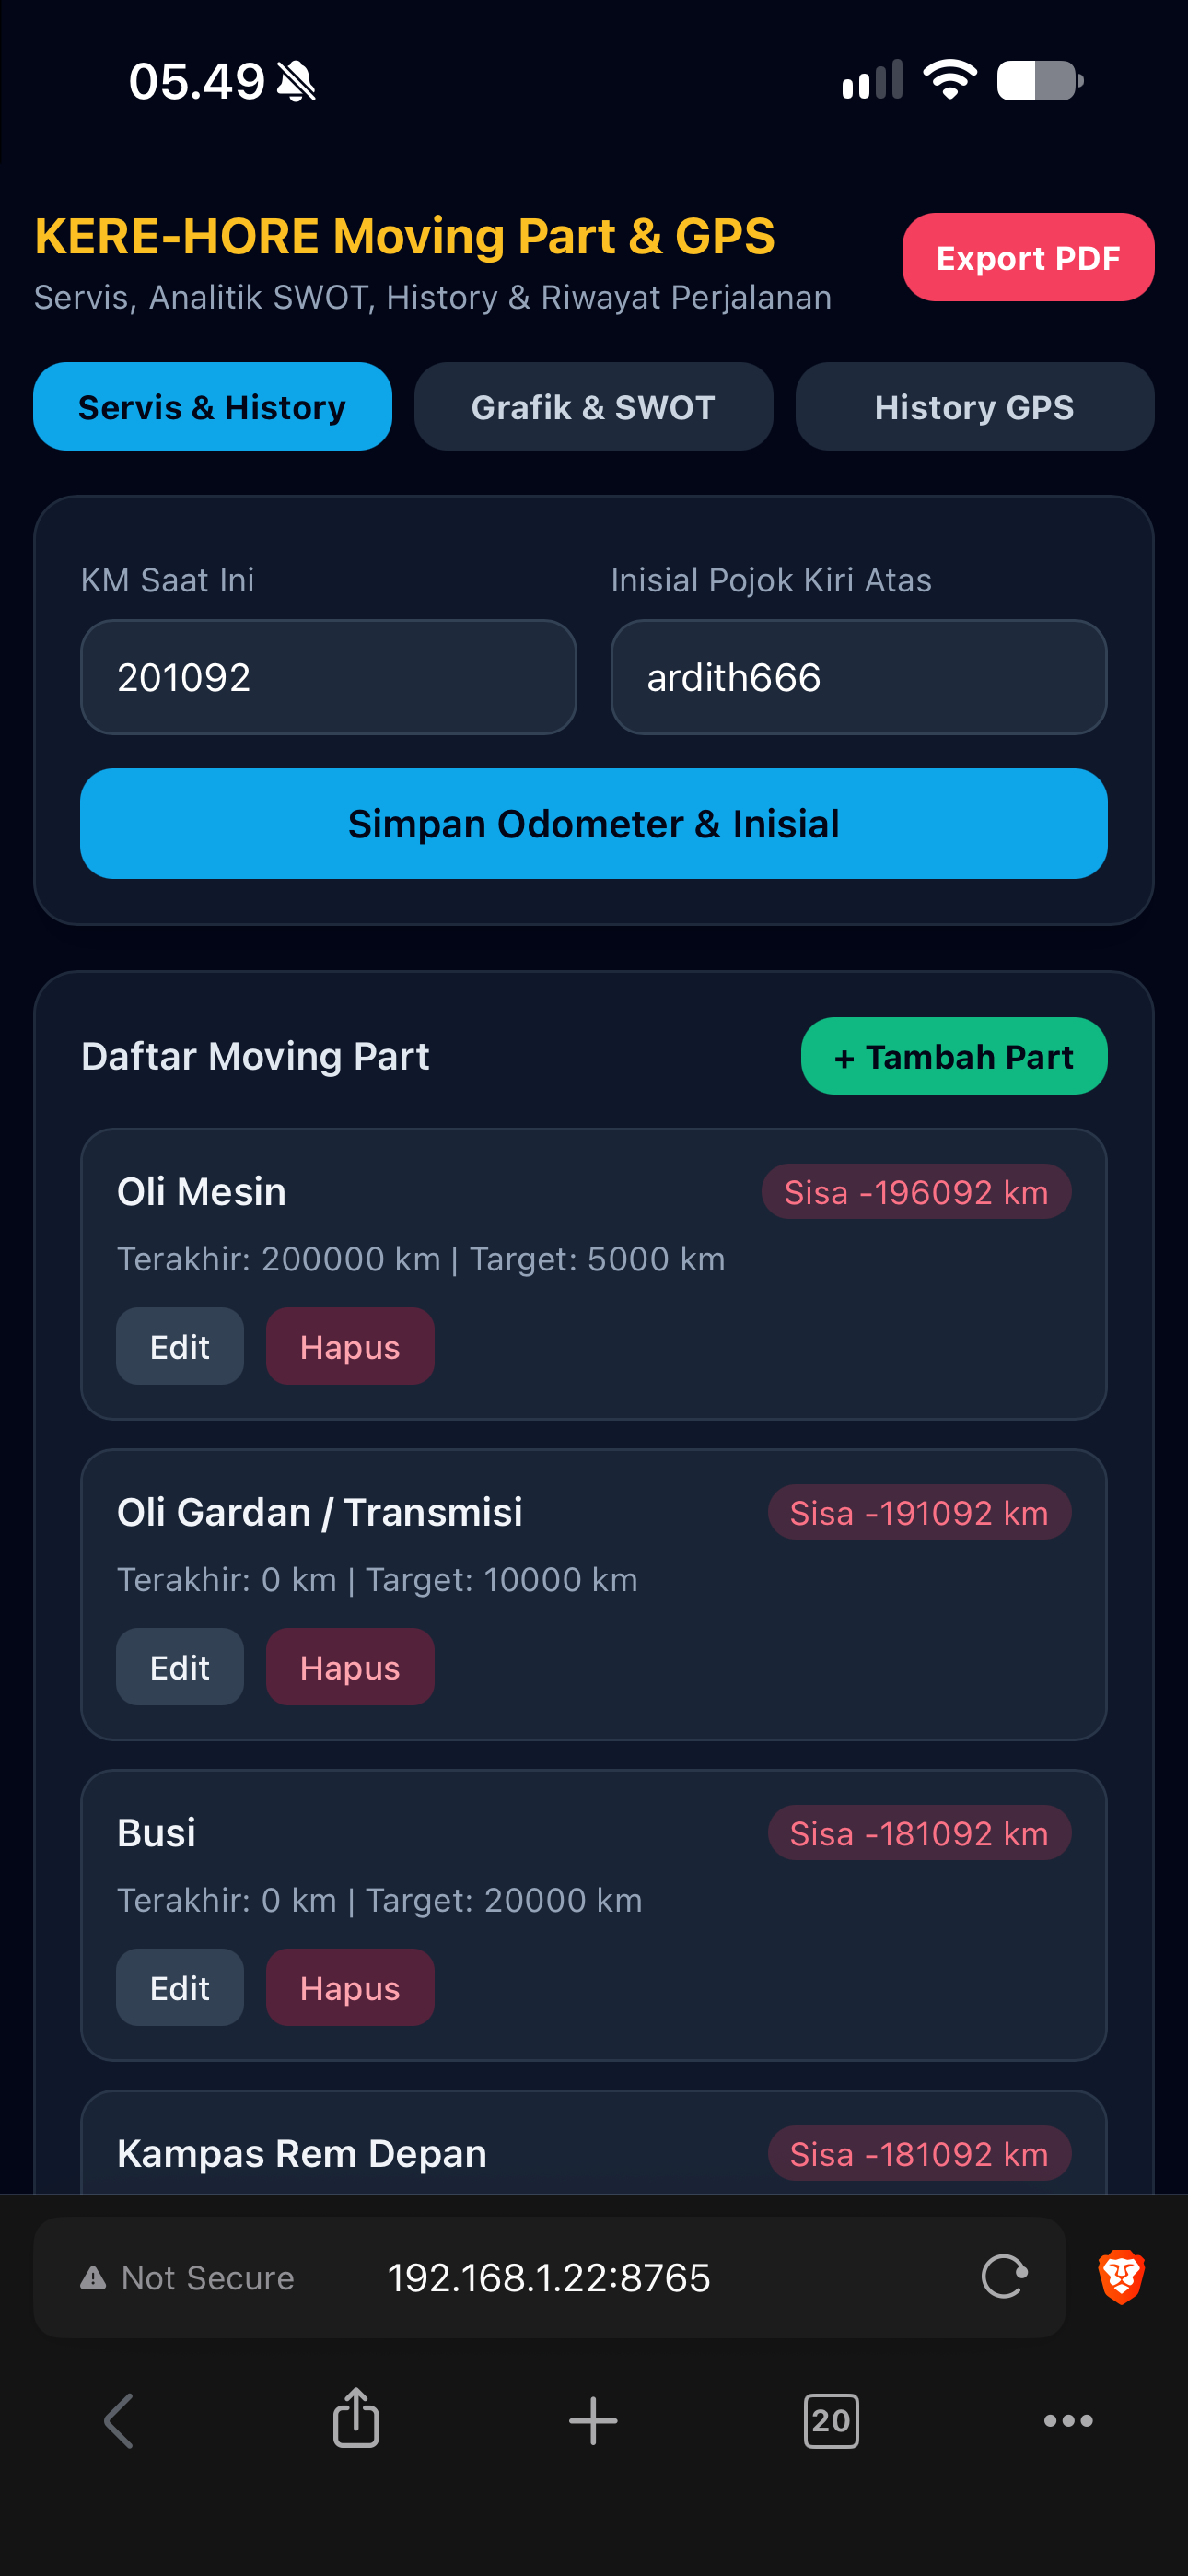 05.49
KERE-HORE Moving Part & GPS
Export PDF
Servis, Analitik SWOT, History & Riwayat Perjalanan
Servis & History
Grafik & SWOT
History GPS
KM Saat Ini
Inisial Pojok Kiri Atas
201092
ardith666
Simpan Odometer & Inisial
Daftar Moving Part
+ Tambah Part
Oli Mesin
Sisa -196092 km
Terakhir: 200000 km | Target: 5000 km
Edit
Hapus
Oli Gardan / Transmisi
Sisa -191092 km
Terakhir: 0 km | Target: 10000 km
Edit
Hapus
Busi
Sisa -181092 km
Terakhir: 0 km | Target: 20000 km
Edit
Hapus
Kampas Rem Depan
Sisa -181092 km
Not Secure
192.168.1.22:8765
20